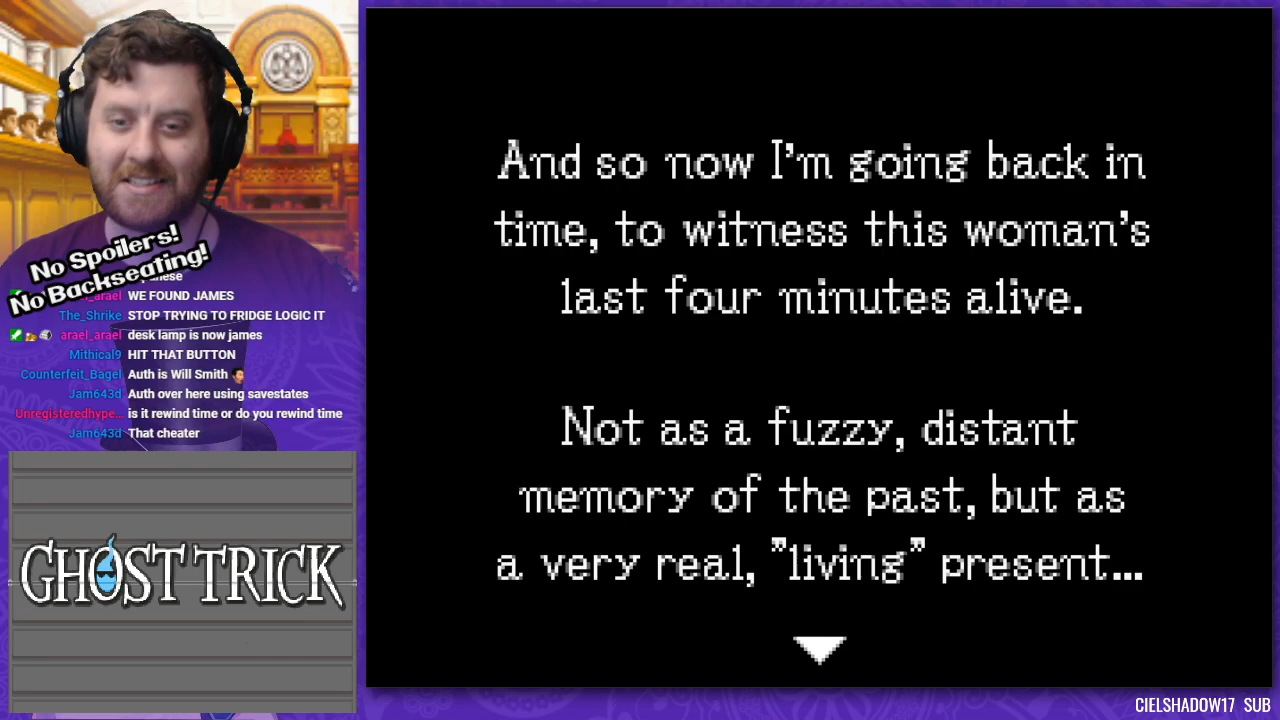 And so now I'm going back in
time, to witness this woman's
last four minutes alive.
Not as a fuzzy, distant
memory of the past, but as
a very real, "living" present...
No Spoilers!
No Backseating!
arael WE FOUND JAMES
The_Shrike STOP TRYING TO FRIDGE LOGIC IT
arael_arael desk lamp is now james
Mithical9 HIT THAT BUTTON
Counterfeit_Bagel Auth is Will Smith
Jam643d Auth over here using savestates
Unregisteredhype... is it rewind time or do you rewind time
Jam643d That cheater
GHOST TRICK
CIELSHADOW17 SUB